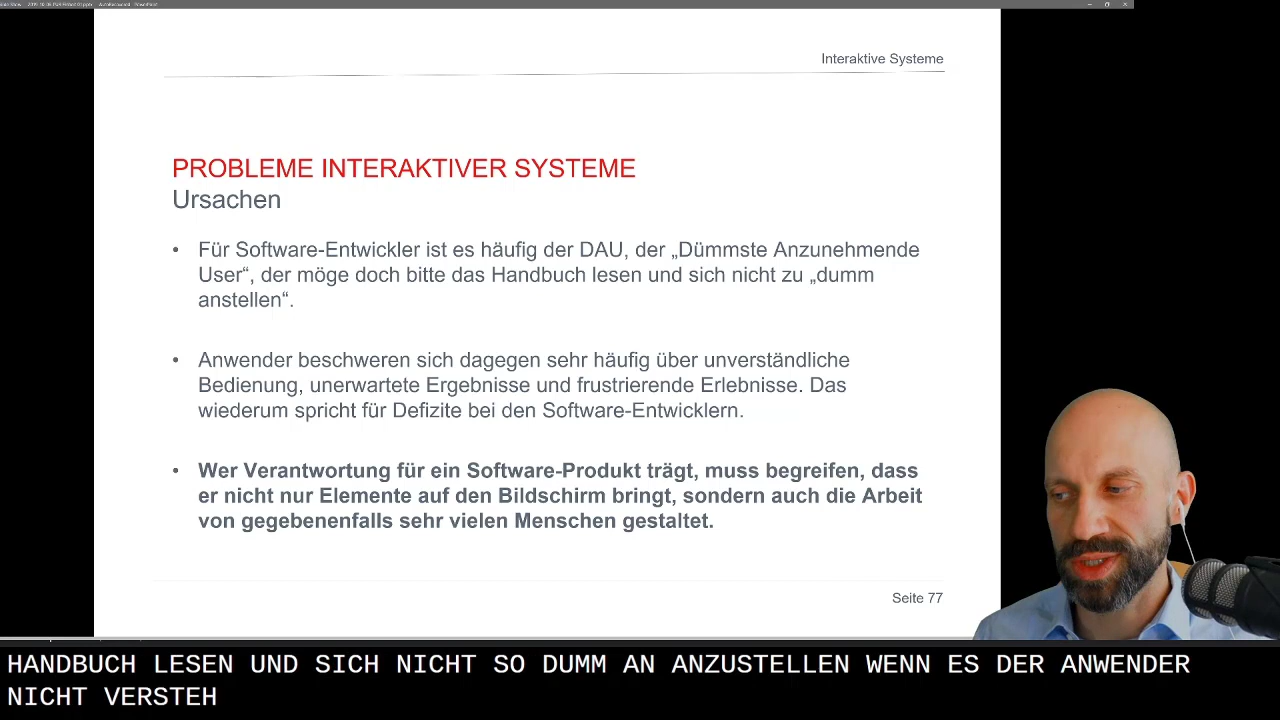 Interaktive Systeme
PROBLEME INTERAKTIVER SYSTEME
Ursachen
• Für Software-Entwickler ist es häufig der DAU, der „Dümmste Anzunehmende
User“, der möge doch bitte das Handbuch lesen und sich nicht zu „dumm
anstellen“.
• Anwender beschweren sich dagegen sehr häufig über unverständliche
Bedienung, unerwartete Ergebnisse und frustrierende Erlebnisse. Das
wiederum spricht für Defizite bei den Software-Entwicklern.
• Wer Verantwortung für ein Software-Produkt trägt, muss begreifen, dass
er nicht nur Elemente auf den Bildschirm bringt, sondern auch die Arbeit
von gegebenenfalls sehr vielen Menschen gestaltet.
Seite 77
HANDBUCH LESEN UND SICH NICHT SO DUMM AN ANZUSTELLEN WENN ES DER ANWENDER
NICHT VERSTEH